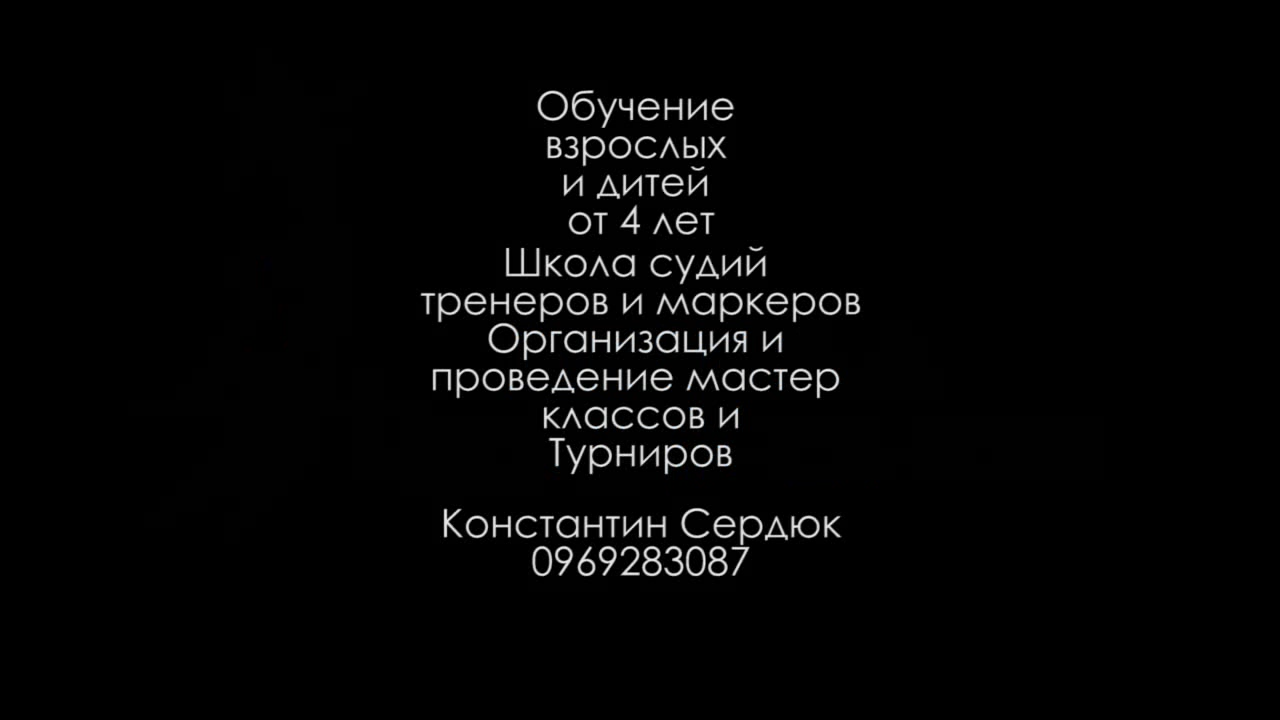 Обучение
взрослых
и дитей
от 4 лет
Школа судий
тренеров и маркеров
Организация и
проведение мастер
классов и
Турниров
Константин Сердюк
0969283087